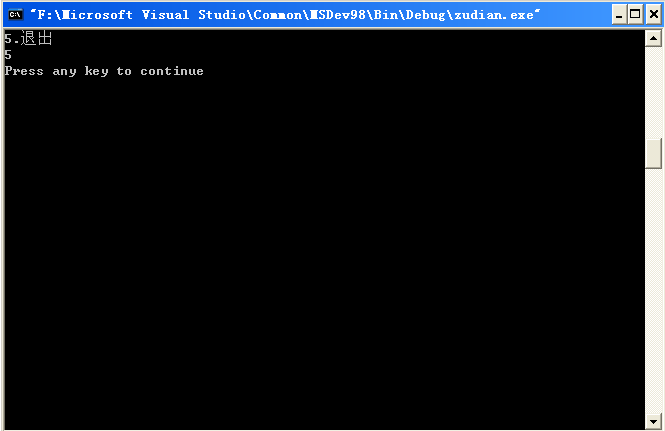 "F:\Microsoft Visual Studio\Common\MSDev98\Bin\Debug\zudian.exe"
5.退出
5
Press any key to continue